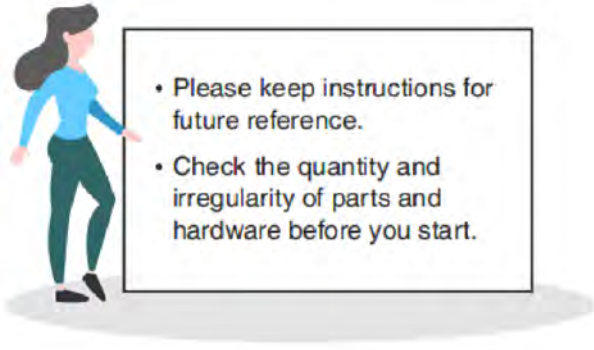 • Please keep instructions for
future reference.
• Check the quantity and
irregularity of parts and
hardware before you start.